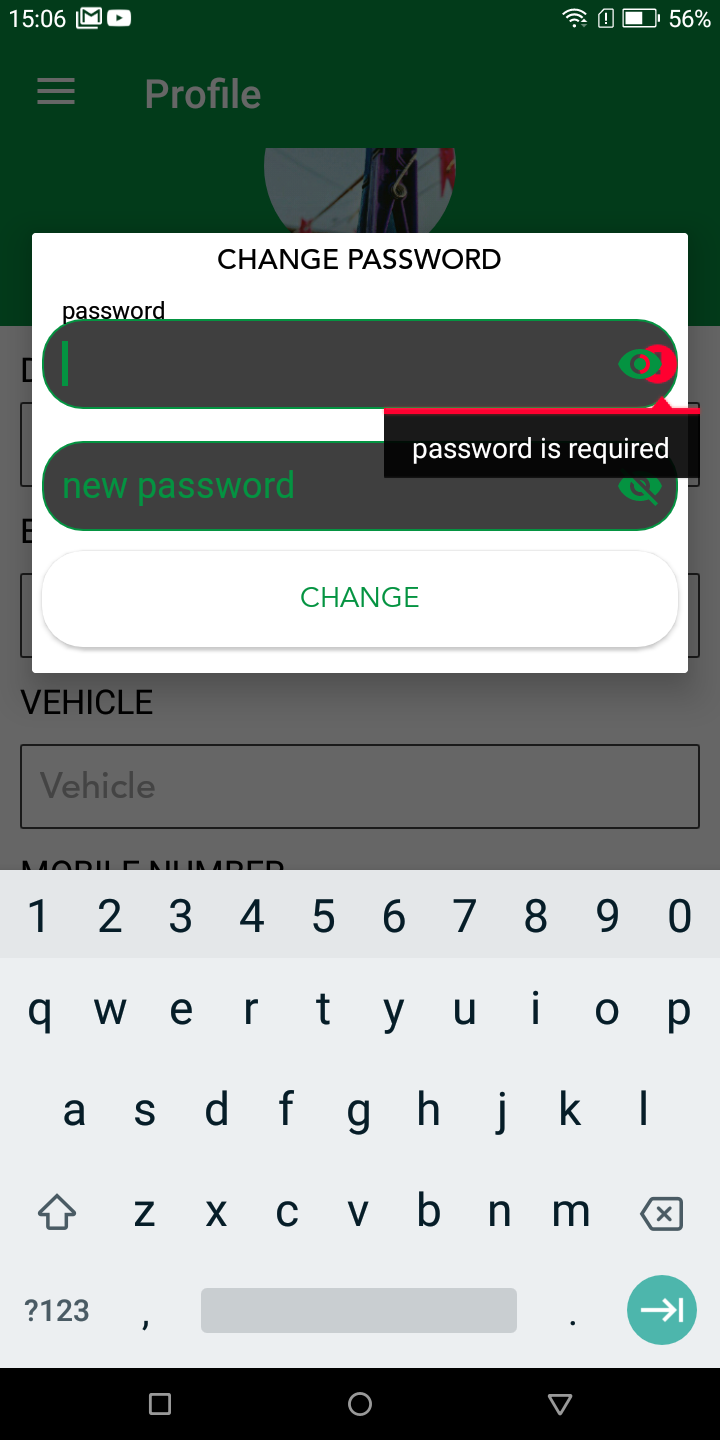 15:06
56%
Profile
CHANGE PASSWORD
password
password is required
new password
CHANGE
VEHICLE
Vehicle
MOBILE NUMBER
1 2 3 4 5 6 7 8 9 0
q w e r t y u i o p
a s d f g h j k l
z x c v b n m
?123 , .